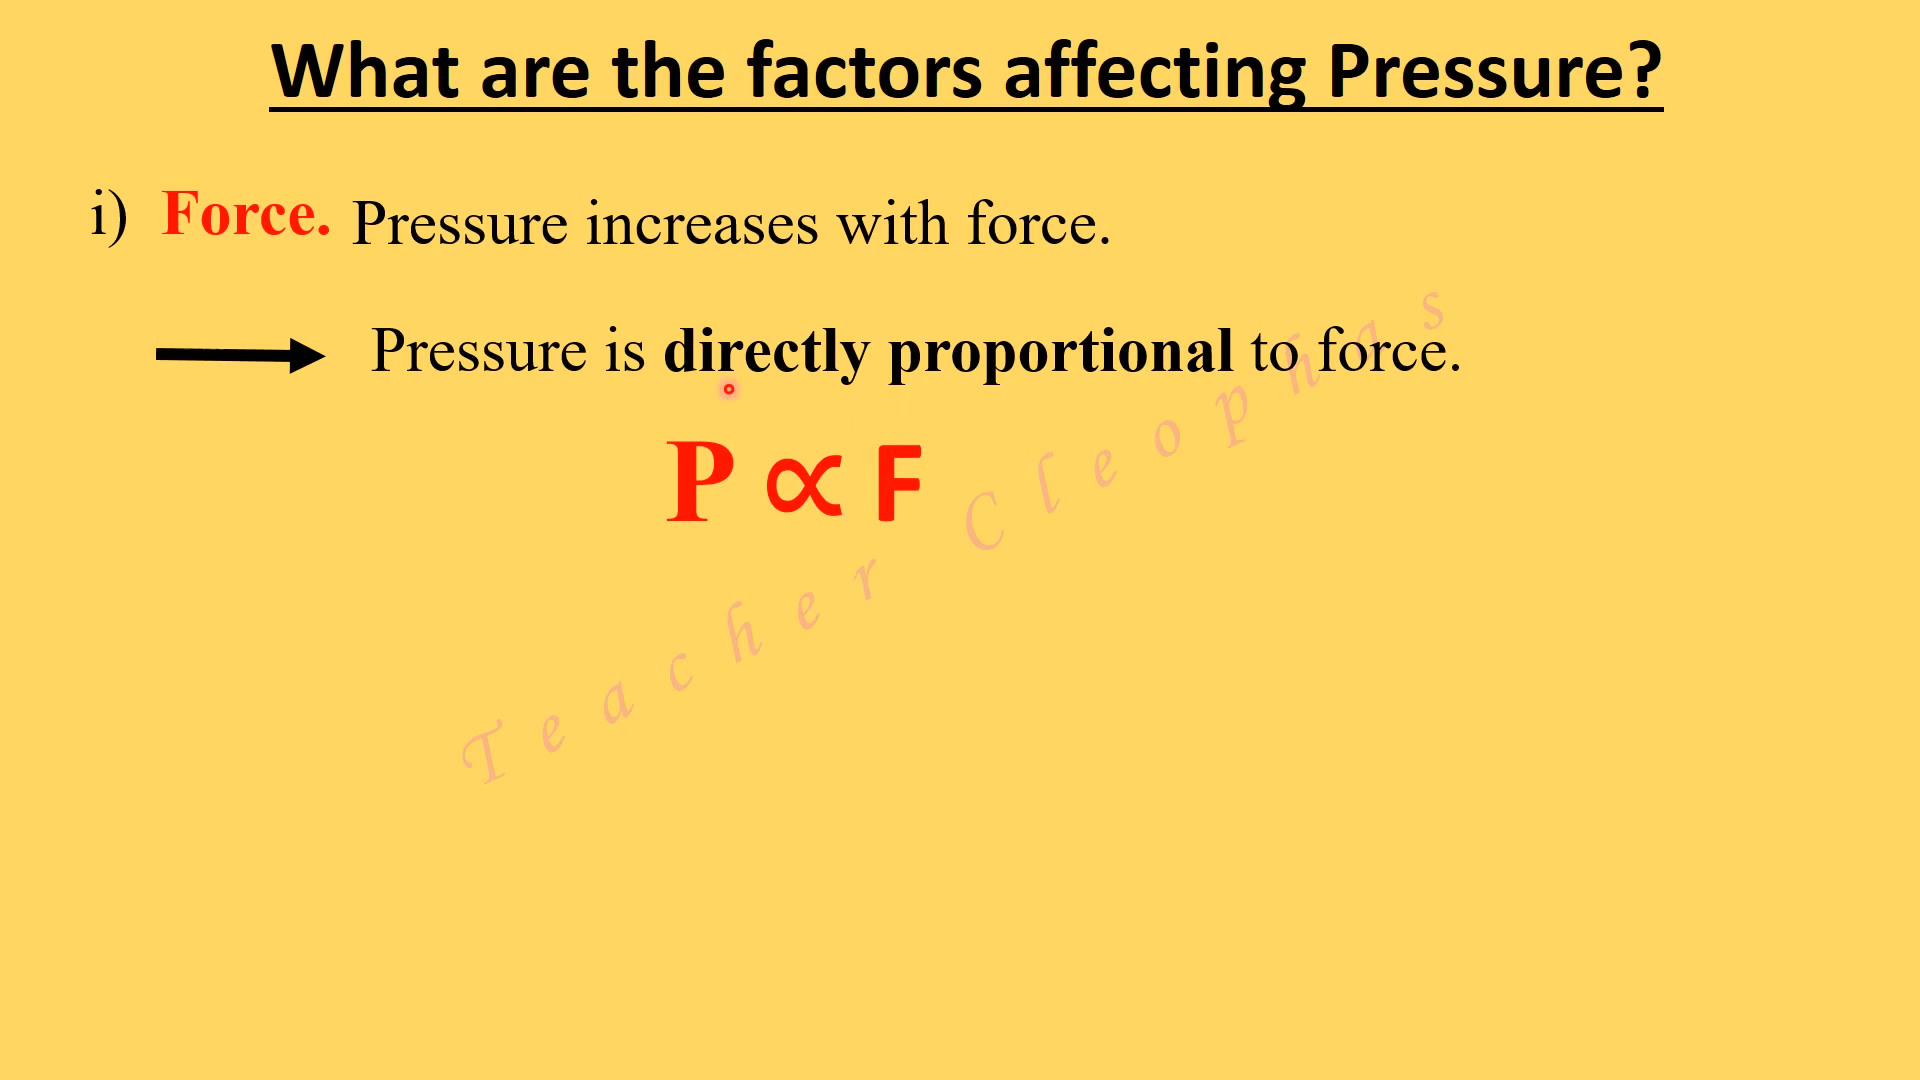 What are the factors affecting Pressure?
i) Force. Pressure increases with force.
Pressure is directly proportional to force.
P ∝ F
Teacher Cleophas